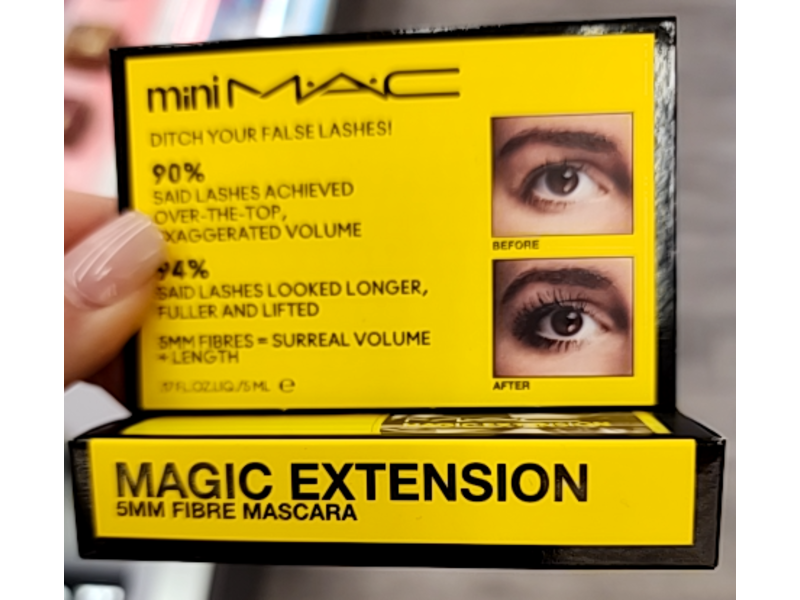 mini M·A·C
DITCH YOUR FALSE LASHES!
90%
SAID LASHES ACHIEVED
OVER-THE-TOP,
EXAGGERATED VOLUME
94%
SAID LASHES LOOKED LONGER,
FULLER AND LIFTED
5MM FIBRES = SURREAL VOLUME
+ LENGTH
.17 FL.OZ.LIQ./5 ML ℮
BEFORE
AFTER
MAGIC EXTENSION
MAGIC EXTENSION
5MM FIBRE MASCARA